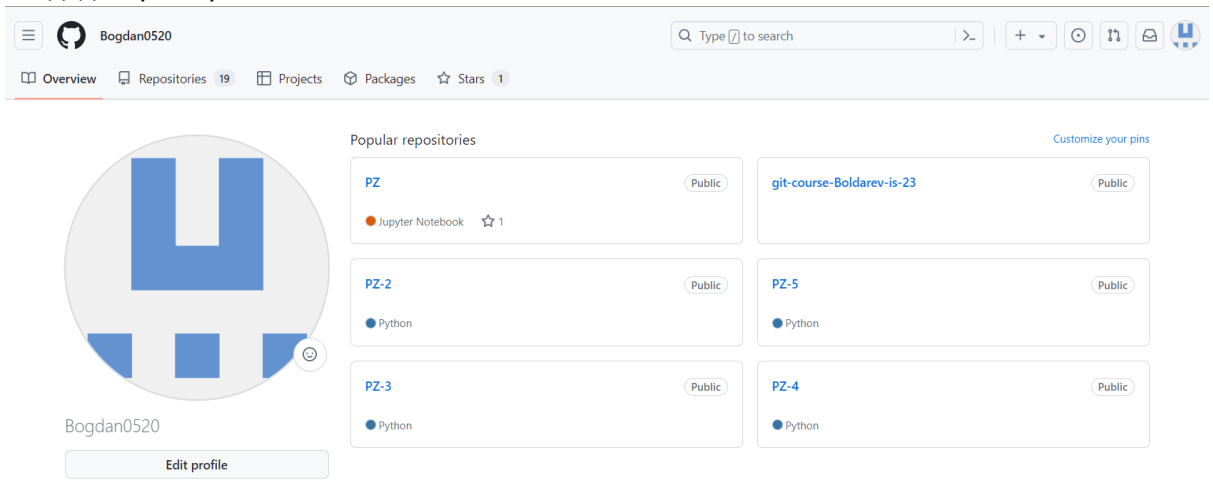 Bogdan0520
Type / to search
Overview Repositories 19 Projects Packages Stars 1
Popular repositories
Customize your pins
PZ Public
Jupyter Notebook 1
git-course-Boldarev-is-23 Public
PZ-2 Public
Python
PZ-5 Public
Python
PZ-3 Public
Python
PZ-4 Public
Python
Bogdan0520
Edit profile